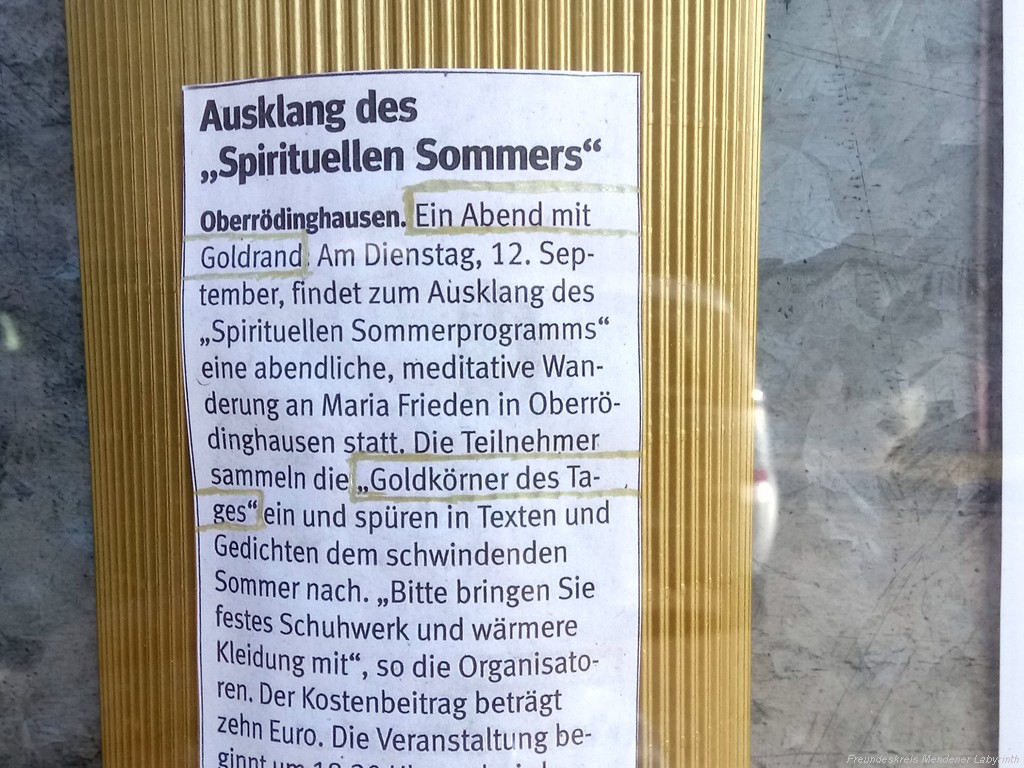 Ausklang des
„Spirituellen Sommers“
Oberrödinghausen. Ein Abend mit
Goldrand. Am Dienstag, 12. Sep-
tember, findet zum Ausklang des
„Spirituellen Sommerprogramms“
eine abendliche, meditative Wan-
derung an Maria Frieden in Oberrö-
dinghausen statt. Die Teilnehmer
sammeln die „Goldkörner des Ta-
ges“ ein und spüren in Texten und
Gedichten dem schwindenden
Sommer nach. „Bitte bringen Sie
festes Schuhwerk und wärmere
Kleidung mit“, so die Organisato-
ren. Der Kostenbeitrag beträgt
zehn Euro. Die Veranstaltung be-
ginnt um
Freundeskreis Mendener Labyrinth